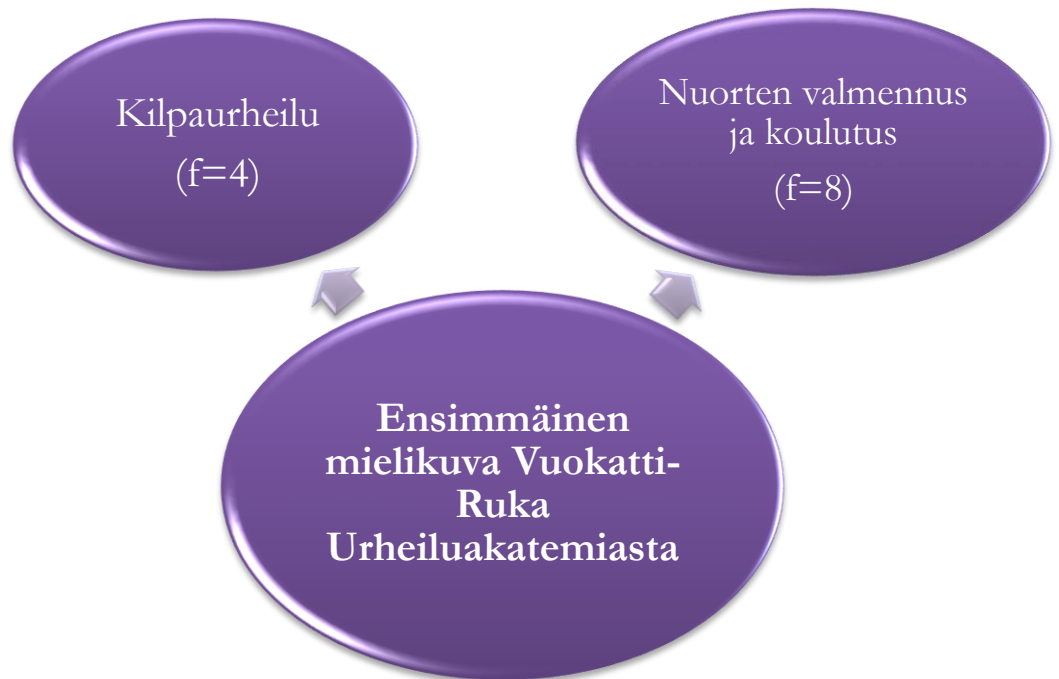 Kilpaurheilu
(f=4)
Nuorten valmennus
ja koulutus
(f=8)
Ensimmäinen
mielikuva Vuokatti-
Ruka
Urheiluakatemiasta